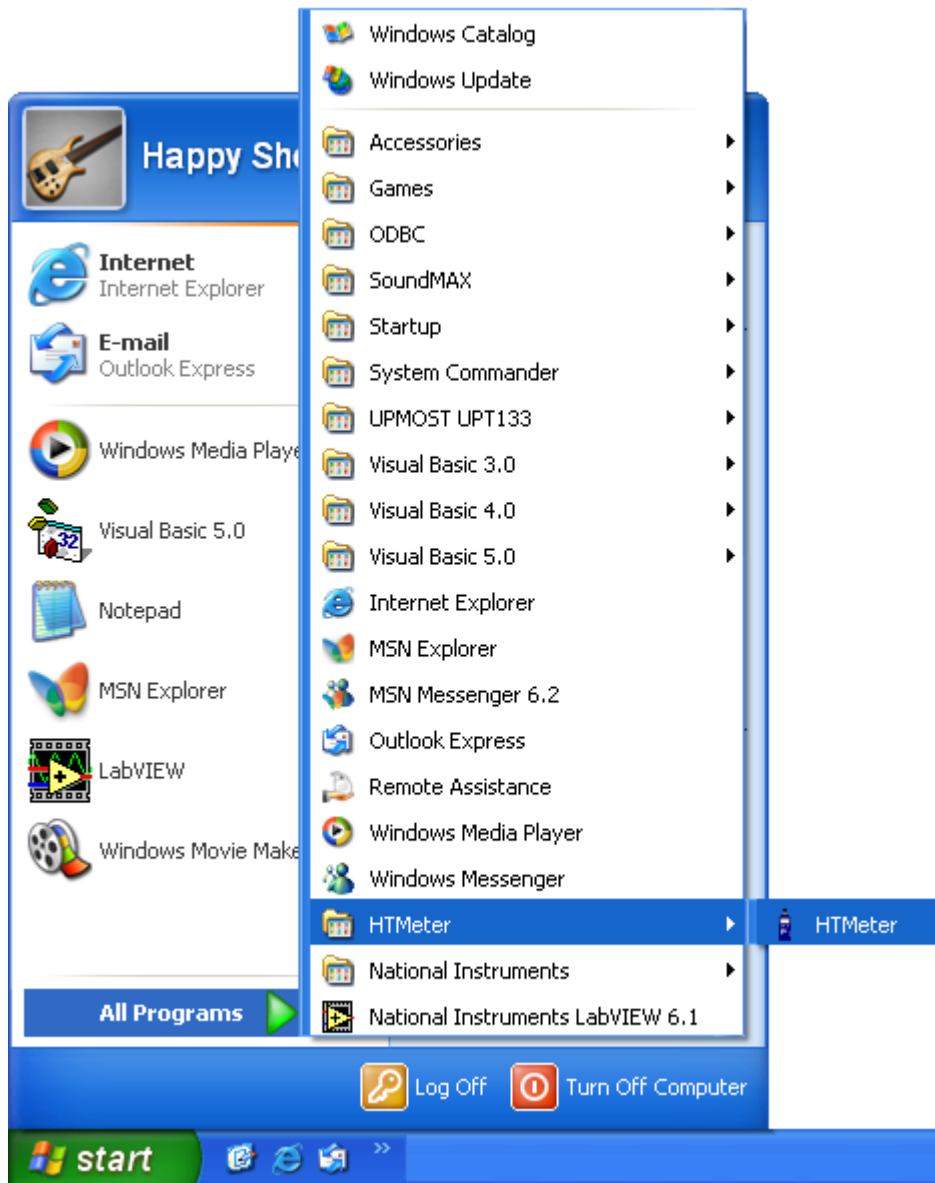 Windows Catalog
Windows Update
Happy Sh
Accessories
Games
ODBC
SoundMAX
Startup
System Commander
UPMOST UPT133
Visual Basic 3.0
Visual Basic 4.0
Visual Basic 5.0
Internet Explorer
MSN Explorer
MSN Messenger 6.2
Outlook Express
Remote Assistance
Windows Media Player
Windows Messenger
HTMeter
HTMeter
National Instruments
National Instruments LabVIEW 6.1
Internet
Internet Explorer
E-mail
Outlook Express
Windows Media Playe
Visual Basic 5.0
32
Notepad
MSN Explorer
LabVIEW
Windows Movie Make
All Programs
Log Off
Turn Off Computer
start